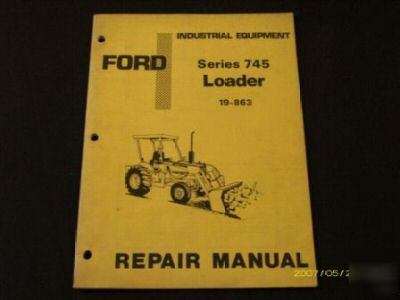 INDUSTRIAL EQUIPMENT
FORD
Series 745
Loader
19-863
REPAIR MANUAL